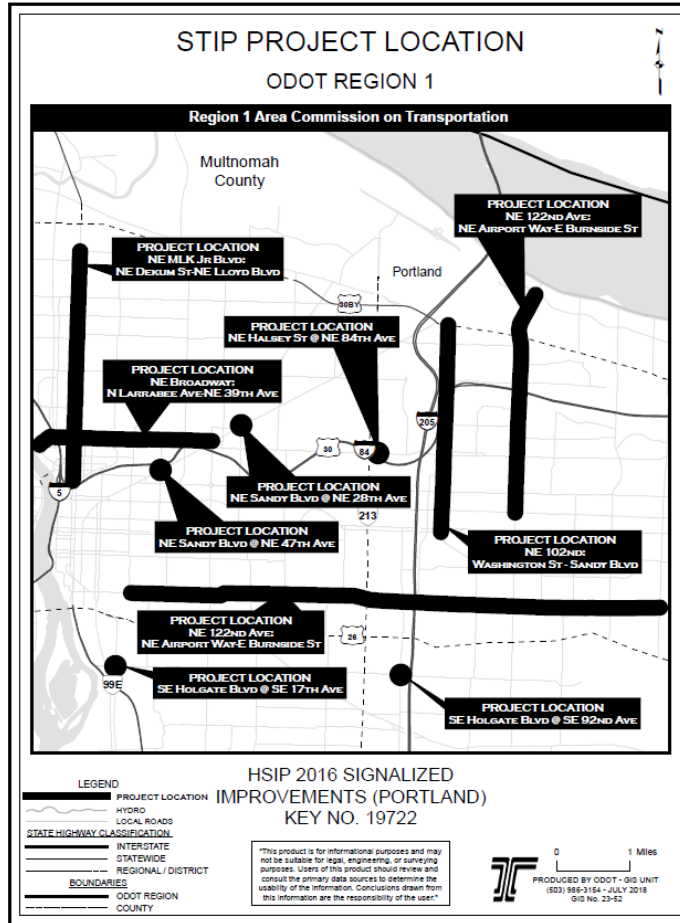 STIP PROJECT LOCATION
ODOT REGION 1
N
Region 1 Area Commission on Transportation
Multnomah
County
PROJECT LOCATION
NE 122ND AVE:
NE AIRPORT WAY-E BURNSIDE ST
PROJECT LOCATION
NE MLK JR BLVD:
NE DEKUM ST-NE LLOYD BLVD
Portland
30BY
PROJECT LOCATION
NE HALSEY ST @ NE 84TH AVE
PROJECT LOCATION
NE BROADWAY:
N LARRABEE AVE-NE 39TH AVE
205
30
84
5
PROJECT LOCATION
NE SANDY BLVD @ NE 28TH AVE
213
PROJECT LOCATION
NE SANDY BLVD @ NE 47TH AVE
PROJECT LOCATION
NE 102ND:
WASHINGTON ST - SANDY BLVD
PROJECT LOCATION
NE 122ND AVE:
NE AIRPORT WAY-E BURNSIDE ST
26
PROJECT LOCATION
SE HOLGATE BLVD @ SE 17TH AVE
99E
PROJECT LOCATION
SE HOLGATE BLVD @ SE 92ND AVE
LEGEND
PROJECT LOCATION
HYDRO
LOCAL ROADS
STATE HIGHWAY CLASSIFICATION
INTERSTATE
STATEWIDE
REGIONAL / DISTRICT
BOUNDARIES
ODOT REGION
COUNTY
HSIP 2016 SIGNALIZED
IMPROVEMENTS (PORTLAND)
KEY NO. 19722
"This product is for informational purposes and may
not be suitable for legal, engineering, or surveying
purposes. Users of this product should review and
consult the primary data sources to determine the
usability of the information. Conclusions drawn from
this information are the responsibility of the user."
0 1 Miles
PRODUCED BY ODOT - GIS UNIT
(503) 986-3154 - JULY 2018
GIS No. 23-52